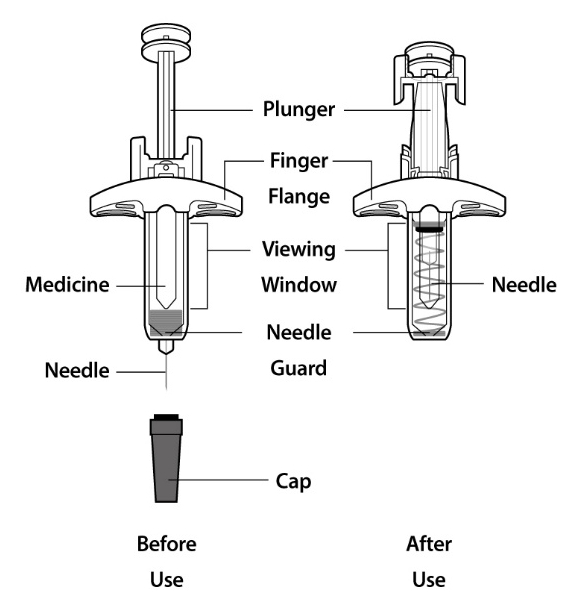 Plunger
Finger
Flange
Viewing
Window
Medicine
Needle
Needle
Guard
Needle
Cap
Before
Use
After
Use